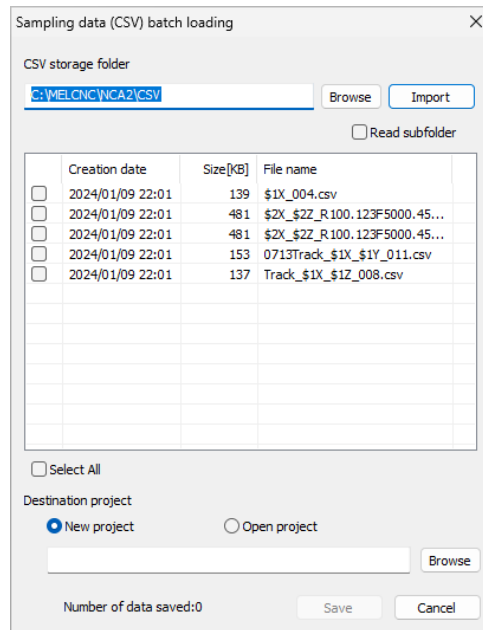 Sampling data (CSV) batch loading
CSV storage folder
C:\MELCNC\NCA2\CSV Browse Import
Read subfolder
Creation date Size[KB] File name
2024/01/09 22:01 139 $1X_004.csv
2024/01/09 22:01 481 $2X_$2Z_R100.123F5000.45...
2024/01/09 22:01 481 $2X_$2Z_R100.123F5000.45...
2024/01/09 22:01 153 0713Track_$1X_$1Y_011.csv
2024/01/09 22:01 137 Track_$1X_$1Z_008.csv
Select All
Destination project
New project Open project
Browse
Number of data saved:0 Save Cancel